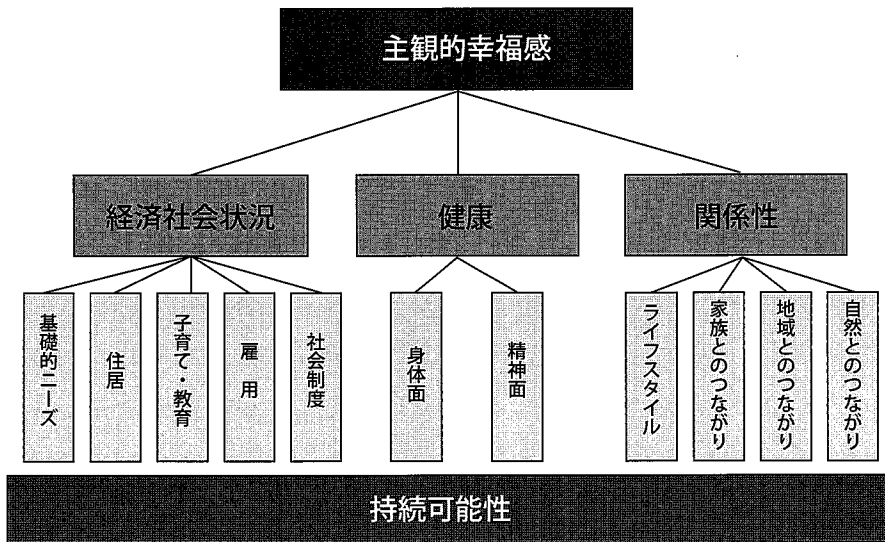 主観的幸福感
経済社会状況
健康
関係性
基礎的ニーズ
住居
子育て・教育
雇用
社会制度
身体面
精神面
ライフスタイル
家族とのつながり
地域とのつながり
自然とのつながり
持続可能性